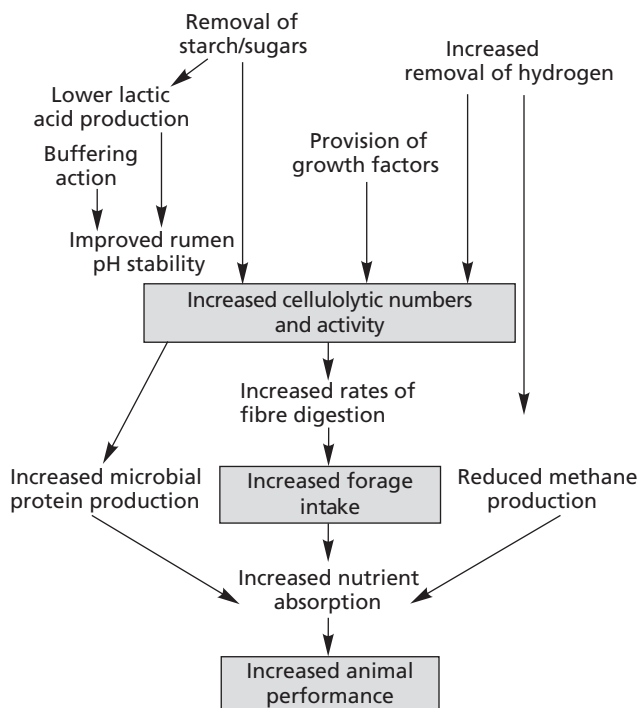 Removal of
starch/sugars
Increased
removal of hydrogen
Lower lactic
acid production
Provision of
growth factors
Buffering
action
Improved rumen
pH stability
Increased cellulolytic numbers
and activity
Increased rates of
fibre digestion
Increased microbial
protein production
Increased forage
intake
Reduced methane
production
Increased nutrient
absorption
Increased animal
performance